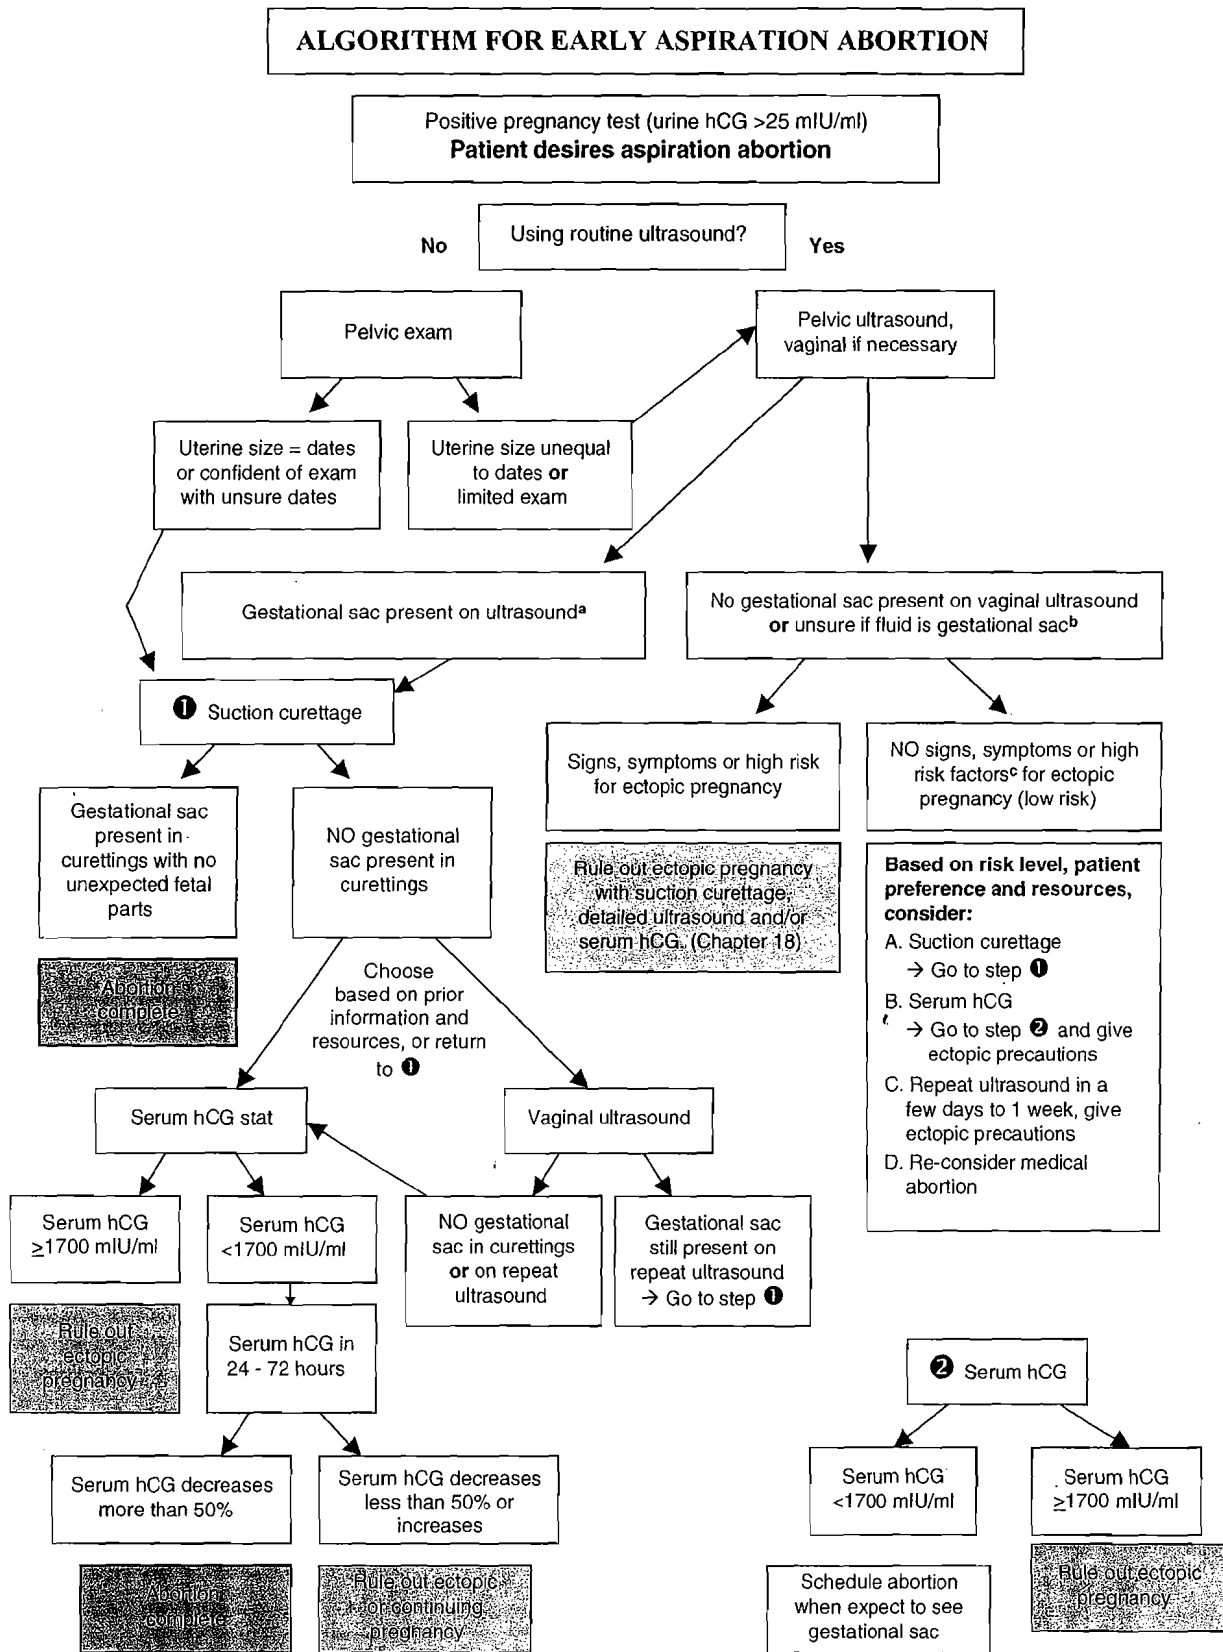 ALGORITHM FOR EARLY ASPIRATION ABORTION
Positive pregnancy test (urine hCG >25 mIU/ml)
Patient desires aspiration abortion
No
Using routine ultrasound?
Yes
Pelvic exam
Pelvic ultrasound,
vaginal if necessary
Uterine size = dates
or confident of exam
with unsure dates
Uterine size unequal
to dates or
limited exam
Gestational sac present on ultrasoundᵃ
No gestational sac present on vaginal ultrasound
or unsure if fluid is gestational sacᵇ
❶ Suction curettage
Signs, symptoms or high risk
for ectopic pregnancy
NO signs, symptoms or high
risk factorsᶜ for ectopic
pregnancy (low risk)
Gestational sac
present in
curettings with no
unexpected fetal
parts
NO gestational
sac present in
curettings
Rule out ectopic pregnancy
with suction curettage,
detailed ultrasound and/or
serum hCG. (Chapter 18)
Based on risk level, patient
preference and resources,
consider:
A. Suction curettage
→ Go to step ❶
B. Serum hCG
→ Go to step ❷ and give
ectopic precautions
C. Repeat ultrasound in a
few days to 1 week, give
ectopic precautions
D. Re-consider medical
abortion
Abortion
complete
Choose
based on prior
information and
resources, or return
to ❶
Serum hCG stat
Vaginal ultrasound
Serum hCG
≥1700 mIU/ml
Serum hCG
<1700 mIU/ml
NO gestational
sac in curettings
or on repeat
ultrasound
Gestational sac
still present on
repeat ultrasound
→ Go to step ❶
Rule out
ectopic
pregnancy
Serum hCG in
24 - 72 hours
❷ Serum hCG
Serum hCG decreases
more than 50%
Serum hCG decreases
less than 50% or
increases
Serum hCG
<1700 mIU/ml
Serum hCG
≥1700 mIU/ml
Abortion
complete
Rule out ectopic
or continuing
pregnancy
Schedule abortion
when expect to see
gestational sac
Rule out ectopic
pregnancy